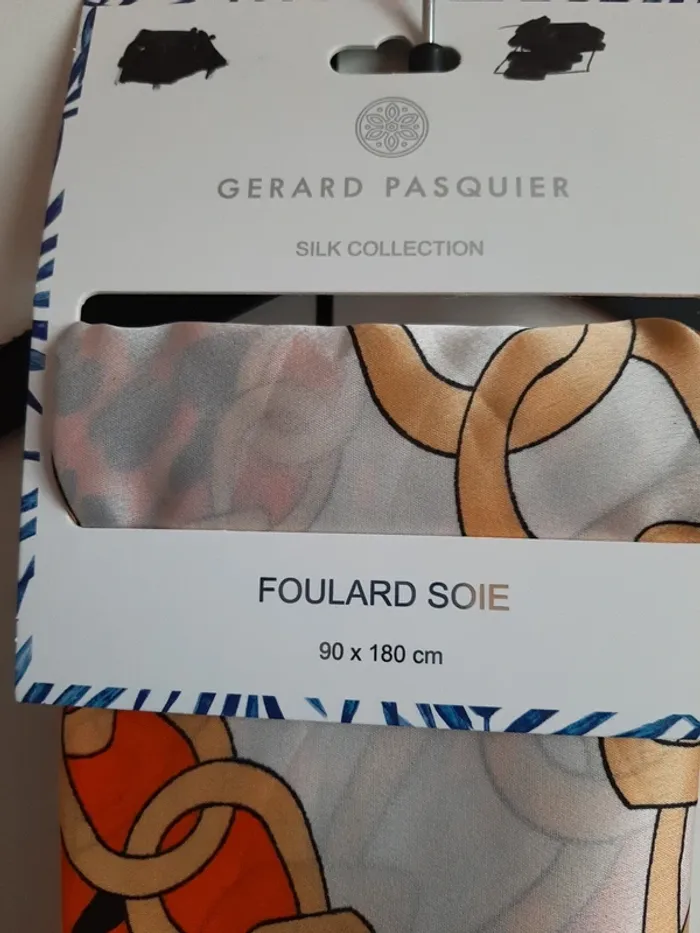 GERARD PASQUIER
SILK COLLECTION
FOULARD SOIE
90 x 180 cm